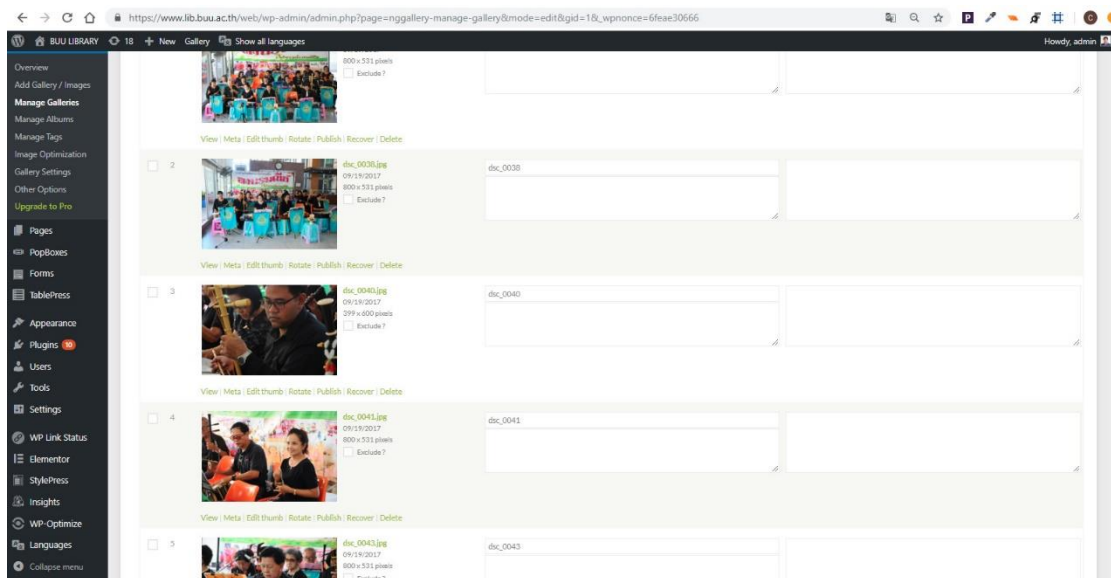 https://www.lib.buu.ac.th/web/wp-admin/admin.php?page=nggallery-manage-gallery&mode=edit&gid=1&_wpnonce=6feae30666
BUU LIBRARY 18 + New Gallery Show all languages Howdy, admin
Overview
Add Gallery / Images
Manage Galleries
Manage Albums
Manage Tags
Image Optimization
Gallery Settings
Other Options
Upgrade to Pro
Pages
PopBoxes
Forms
TablePress
Appearance
Plugins 10
Users
Tools
Settings
WP Link Status
Elementor
StylePress
Insights
WP-Optimize
Languages
Collapse menu
800 x 531 pixels
Exclude ?
View | Meta | Edit thumb | Rotate | Publish | Recover | Delete
2
dsc_0038.jpg
09/19/2017
800 x 531 pixels
Exclude ?
dsc_0038
View | Meta | Edit thumb | Rotate | Publish | Recover | Delete
3
dsc_0040.jpg
09/19/2017
399 x 600 pixels
Exclude ?
dsc_0040
View | Meta | Edit thumb | Rotate | Publish | Recover | Delete
4
dsc_0041.jpg
09/19/2017
800 x 531 pixels
Exclude ?
dsc_0041
View | Meta | Edit thumb | Rotate | Publish | Recover | Delete
5
dsc_0043.jpg
09/19/2017
800 x 531 pixels
dsc_0043